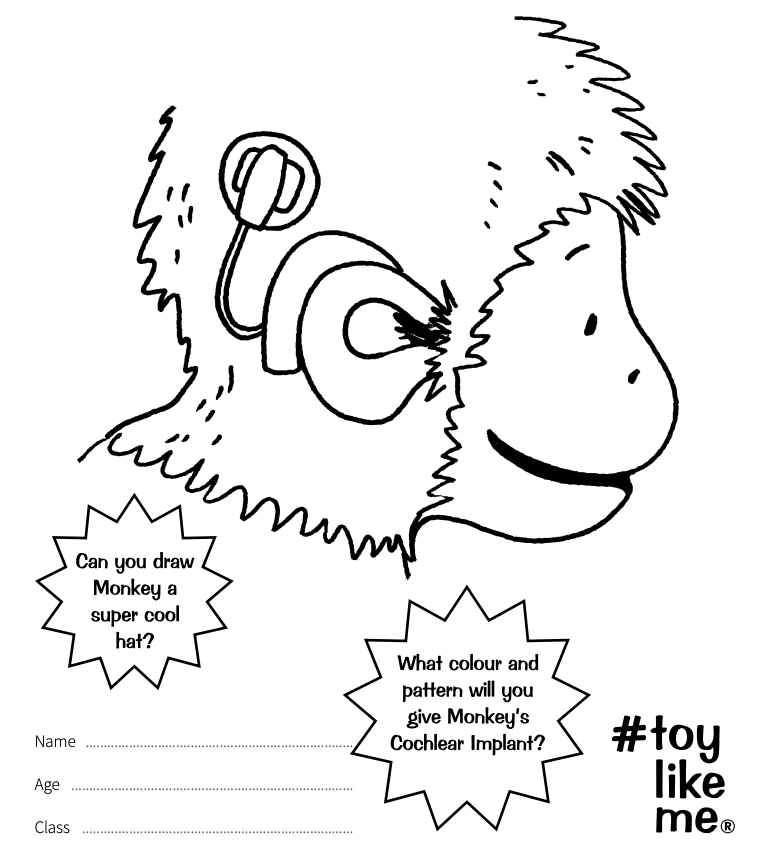 Can you draw
Monkey a
super cool
hat?
What colour and
pattern will you
give Monkey's
Cochlear Implant?
Name
Age
Class
#toy
like
me®